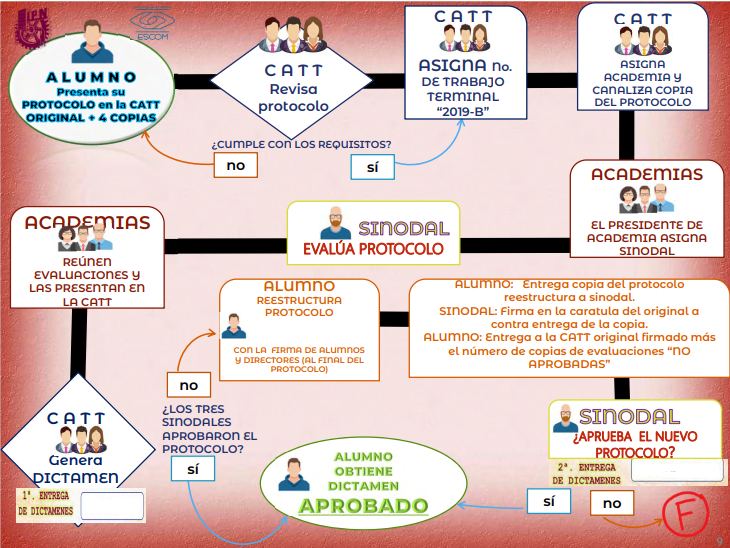 IPN
ESCOM
ALUMNO
Presenta su
PROTOCOLO en la CATT
ORIGINAL + 4 COPIAS
CATT
Revisa
protocolo
CATT
ASIGNA No.
DE TRABAJO
TERMINAL
“2019-B”
CATT
ASIGNA
ACADEMIA Y
CANALIZA COPIA
DEL PROTOCOLO
¿CUMPLE CON LOS REQUISITOS?
no
sí
ACADEMIAS
EL PRESIDENTE DE
ACADEMIA ASIGNA
SINODAL
SINODAL
EVALÚA PROTOCOLO
ACADEMIAS
REÚNEN
EVALUACIONES Y
LAS PRESENTAN EN
LA CATT
ALUMNO
REESTRUCTURA
PROTOCOLO
CON LA FIRMA DE ALUMNOS
Y DIRECTORES (AL FINAL DEL
PROTOCOLO)
ALUMNO: Entrega copia del protocolo
reestructura a sinodal.
SINODAL: Firma en la caratula del original a
contra entrega de la copia.
ALUMNO: Entrega a la CATT original firmado más
el número de copias de evaluaciones “NO
APROBADAS”
CATT
Genera
DICTAMEN
1ª. ENTREGA
DE DICTAMENES
no
¿LOS TRES
SINODALES
APROBARON EL
PROTOCOLO?
sí
ALUMNO
OBTIENE
DICTAMEN
APROBADO
SINODAL
¿APRUEBA EL NUEVO
PROTOCOLO?
2ª. ENTREGA
DE DICTAMENES
sí
no
F
9